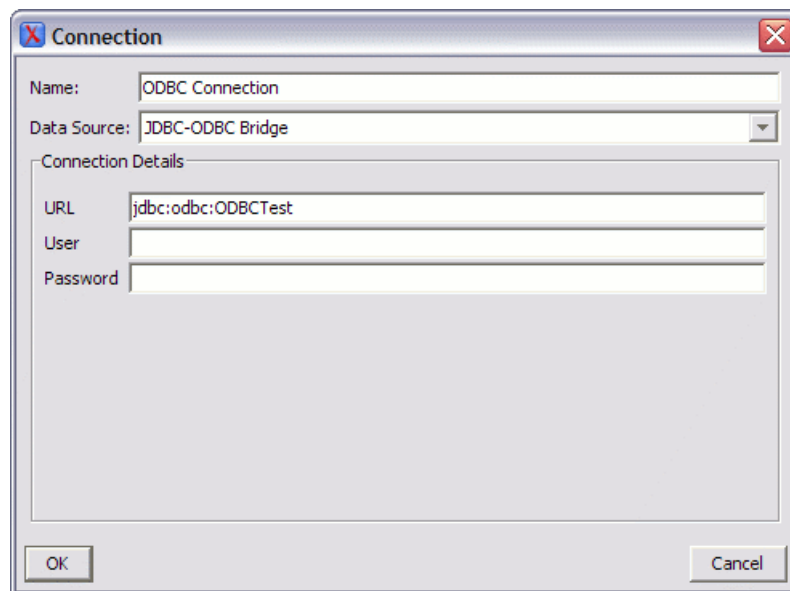 Connection
Name: ODBC Connection
Data Source: JDBC-ODBC Bridge
Connection Details
URL jdbc:odbc:ODBCTest
User
Password
OK Cancel